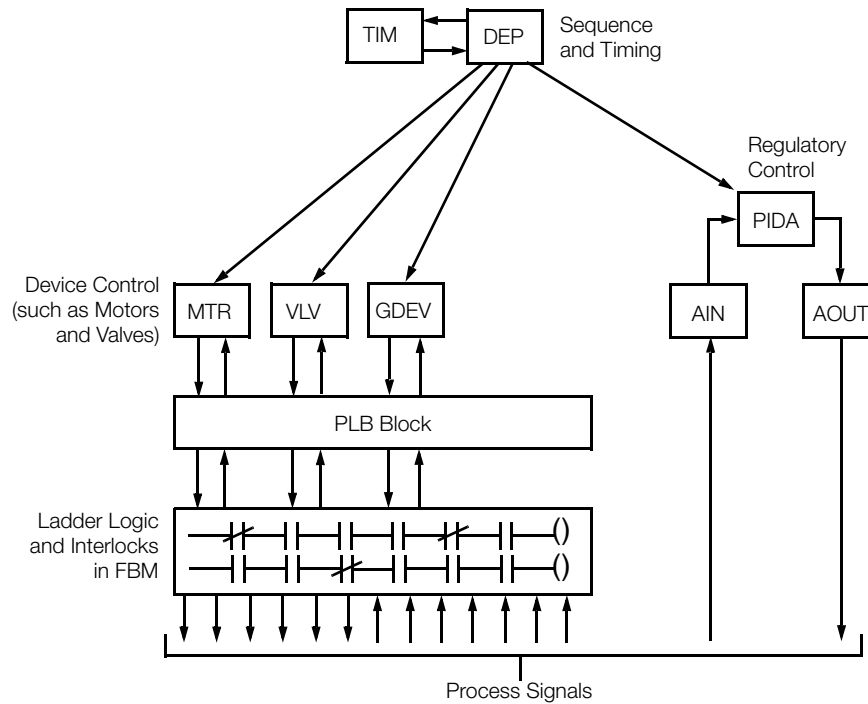 TIM
DEP
Sequence
and Timing
Regulatory
Control
PIDA
Device Control
(such as Motors
and Valves)
MTR
VLV
GDEV
AIN
AOUT
PLB Block
Ladder Logic
and Interlocks
in FBM
Process Signals